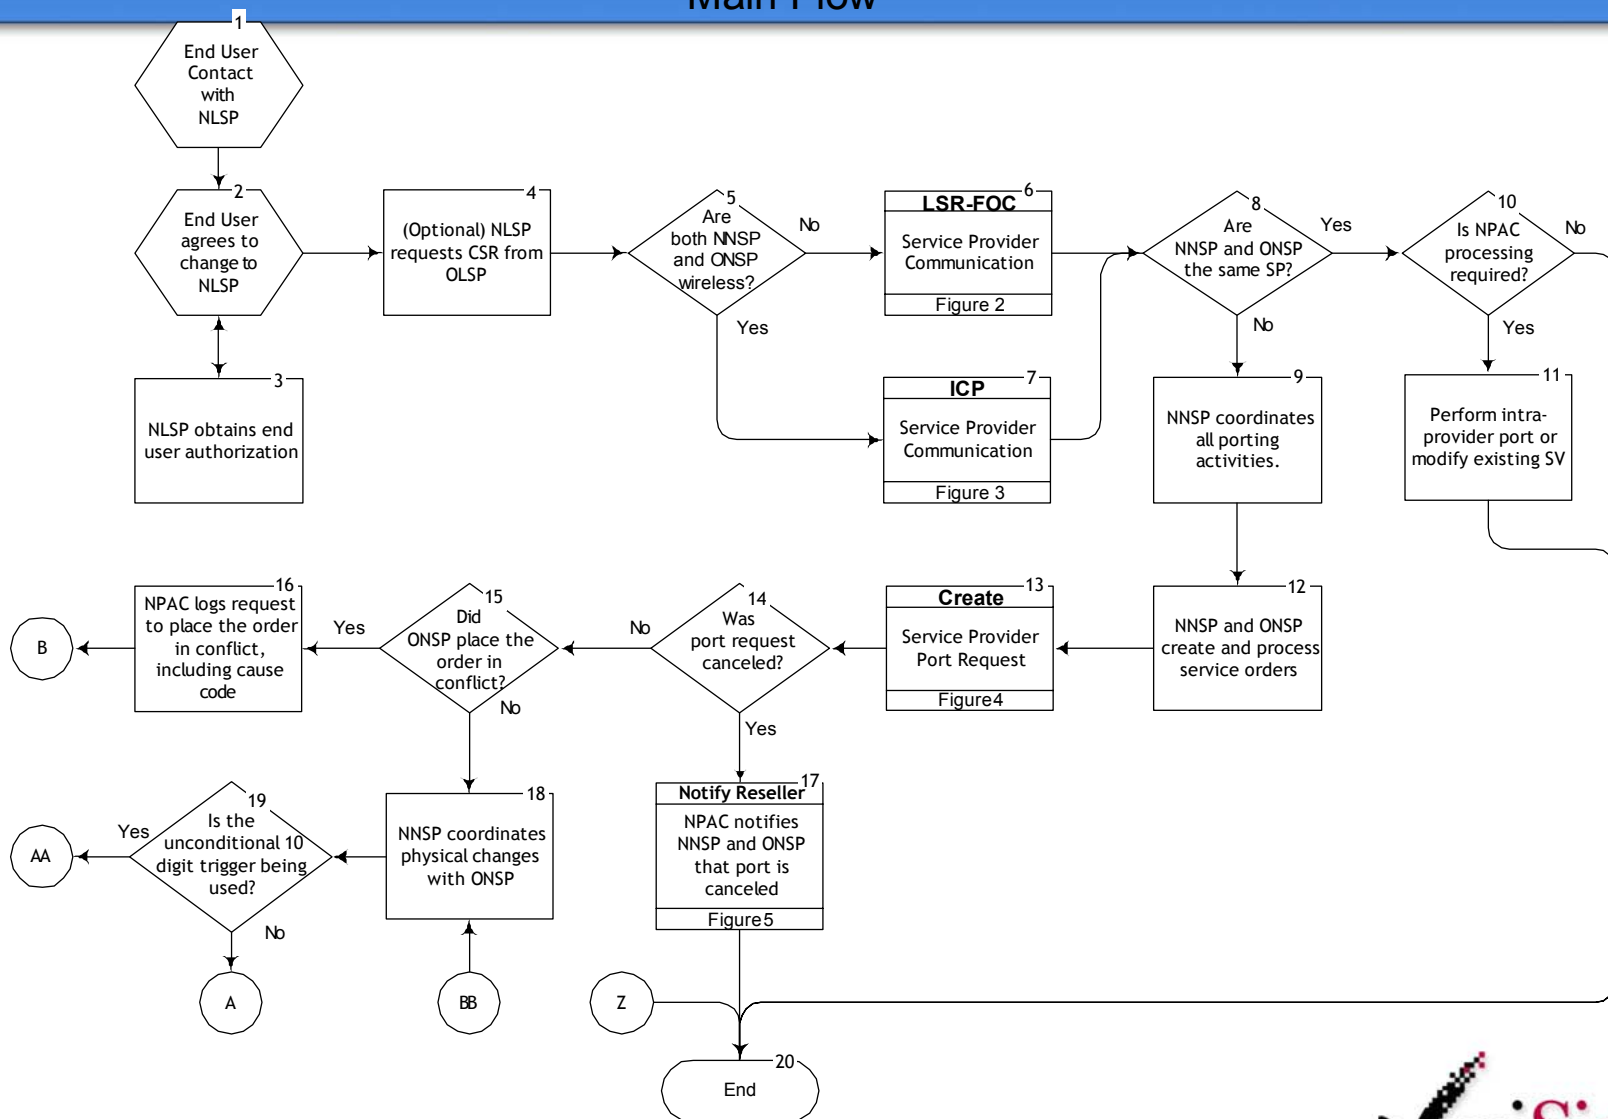 Main Flow
1
End User
Contact
with
NLSP
2
End User
agrees to
change to
NLSP
3
NLSP obtains end
user authorization
4
(Optional) NLSP
requests CSR from
OLSP
5
Are
both NNSP
and ONSP
wireless?
No
Yes
6
LSR-FOC
Service Provider
Communication
Figure 2
7
ICP
Service Provider
Communication
Figure 3
8
Are
NNSP and ONSP
the same SP?
Yes
No
9
NNSP coordinates
all porting
activities.
10
Is NPAC
processing
required?
No
Yes
11
Perform intra-
provider port or
modify existing SV
12
NNSP and ONSP
create and process
service orders
13
Create
Service Provider
Port Request
Figure4
14
Was
port request
canceled?
No
Yes
15
Did
ONSP place the
order in
conflict?
Yes
No
16
NPAC logs request
to place the order
in conflict,
including cause
code
B
17
Notify Reseller
NPAC notifies
NNSP and ONSP
that port is
canceled
Figure5
18
NNSP coordinates
physical changes
with ONSP
19
Is the
unconditional 10
digit trigger being
used?
Yes
No
AA
A
BB
Z
20
End